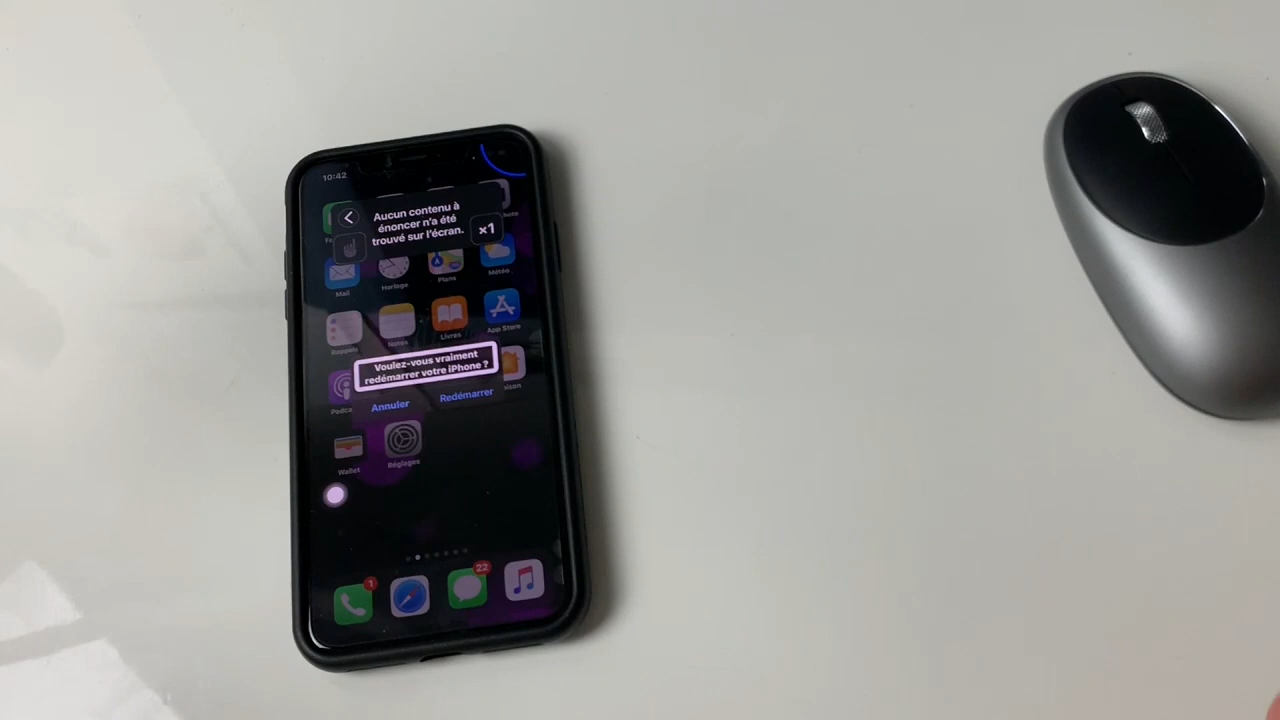 10:42
Aucun contenu à
énoncer n'a été
trouvé sur l'écran.
x1
Mail
Horloge
Plans
Météo
Rappels
Notes
Livres
App Store
Voulez-vous vraiment
redémarrer votre iPhone ?
Annuler
Redémarrer
Wallet
Réglages
1
22